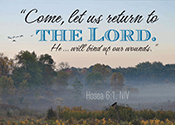 "Come, let us return to
THE LORD.
He ... will bind up our wounds."
Hosea 6:1, NIV